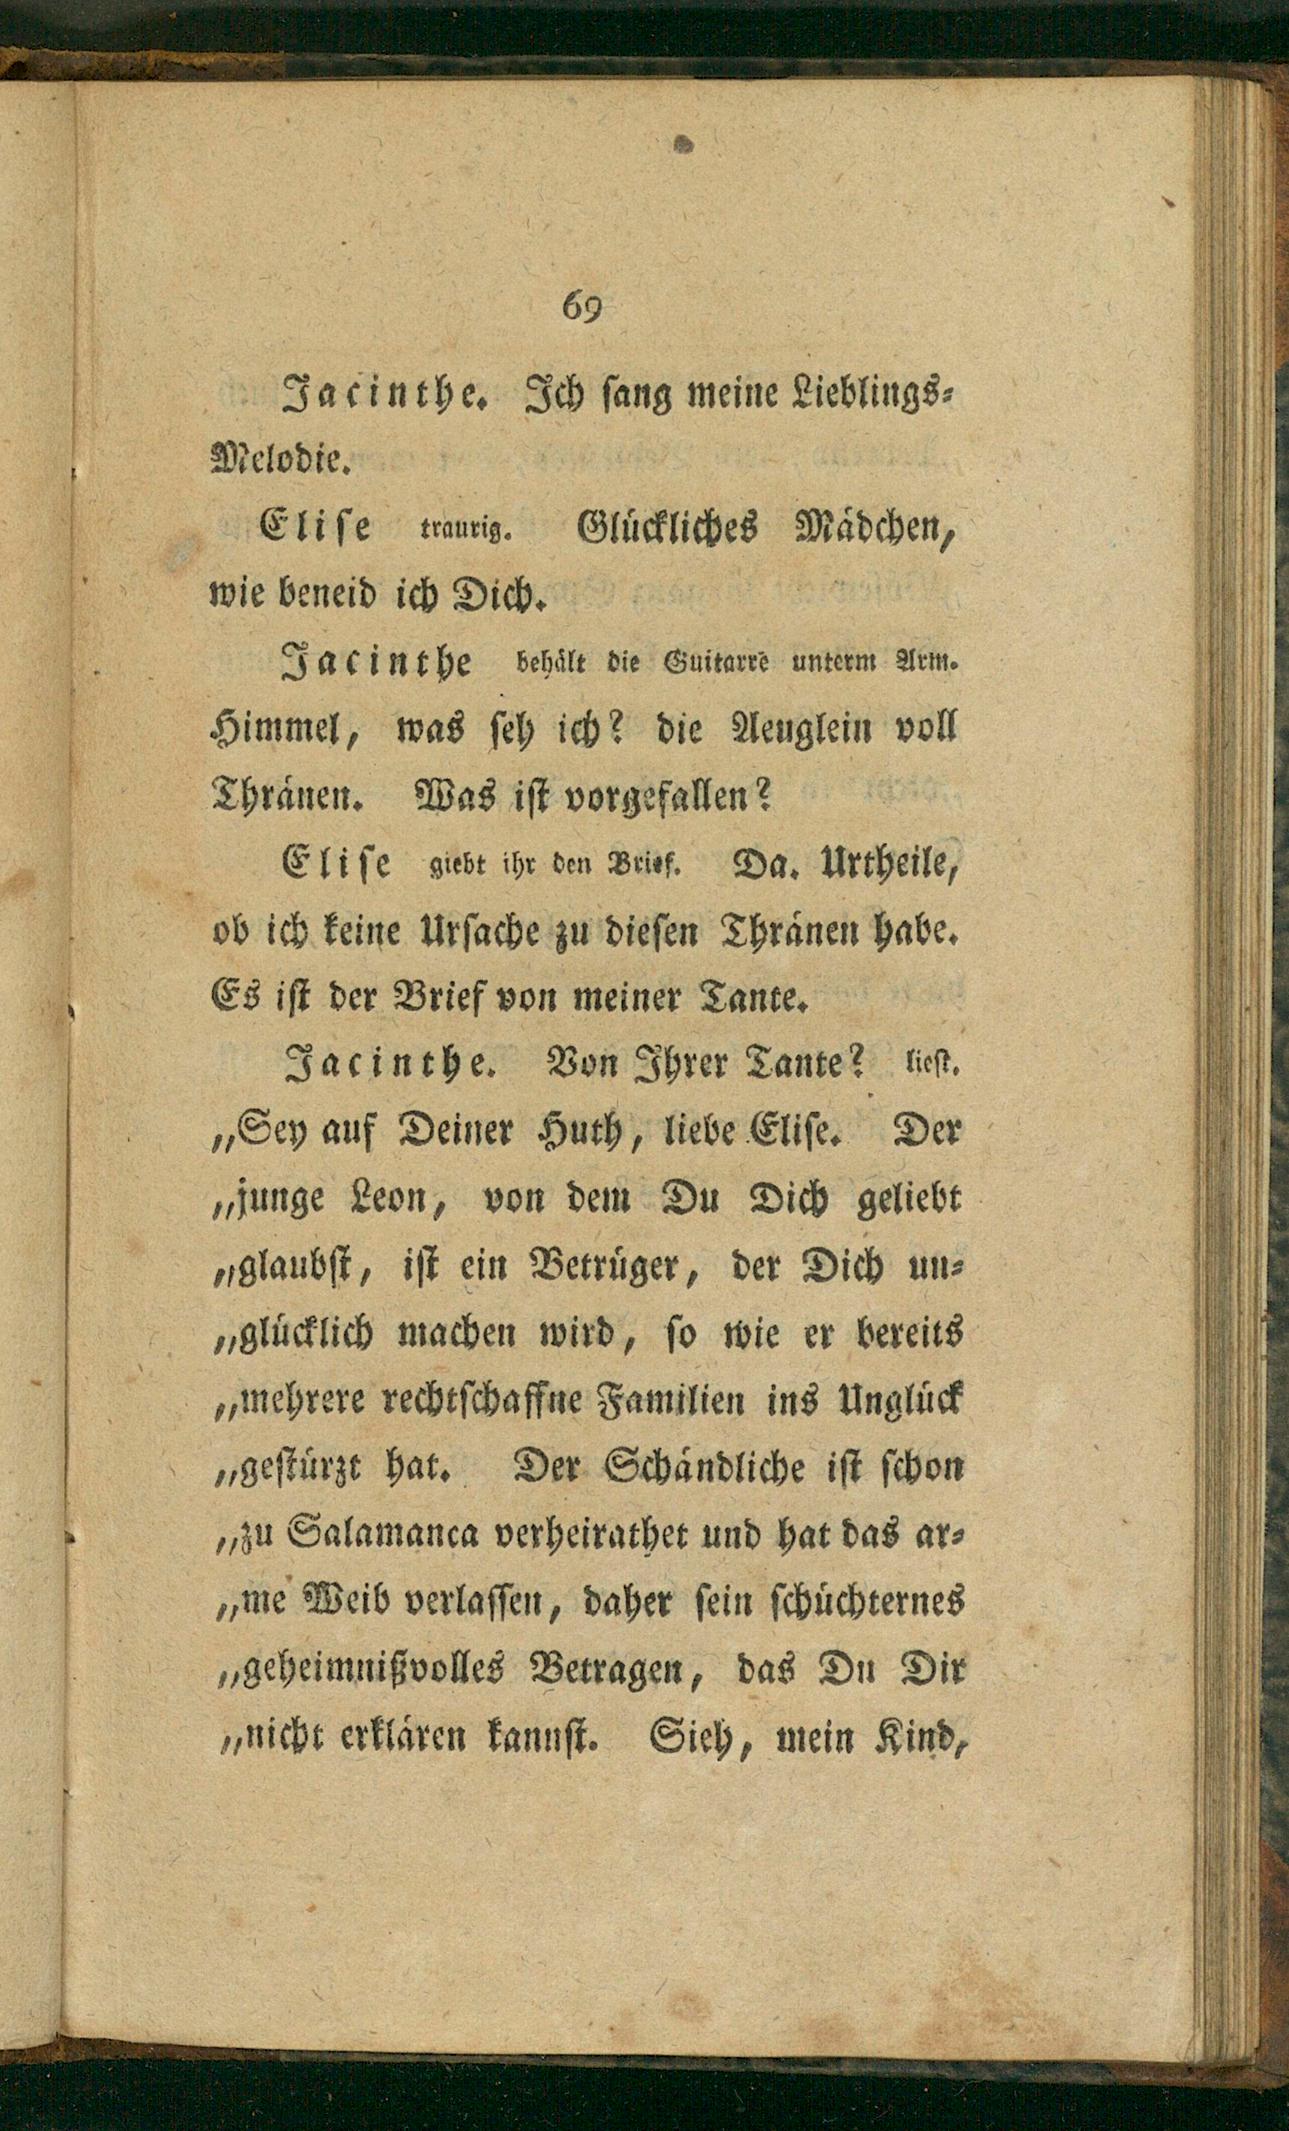 69
Jacinthe. Ich sang meine Lieblings-
Melodie.
Elise traurig. Glückliches Mädchen,
wie beneid ich Dich.
Jacinthe behält die Guitarre unterm Arm.
Himmel, was seh ich? die Aeuglein voll
Thränen. Was ist vorgefallen?
Elise giebt ihr den Brief. Da. Urtheile,
ob ich keine Ursache zu diesen Thränen habe.
Es ist der Brief von meiner Tante.
Jacinthe. Von Ihrer Tante? liest.
„Sey auf Deiner Huth, liebe Elise. Der
„junge Leon, von dem Du Dich geliebt
„glaubst, ist ein Betrüger, der Dich un-
„glücklich machen wird, so wie er bereits
„mehrere rechtschaffne Familien ins Unglück
„gestürzt hat. Der Schändliche ist schon
„zu Salamanca verheirathet und hat das ar-
„me Weib verlassen, daher sein schüchternes
„geheimnißvolles Betragen, das Du Dir
„nicht erklären kannst. Sieh, mein Kind,